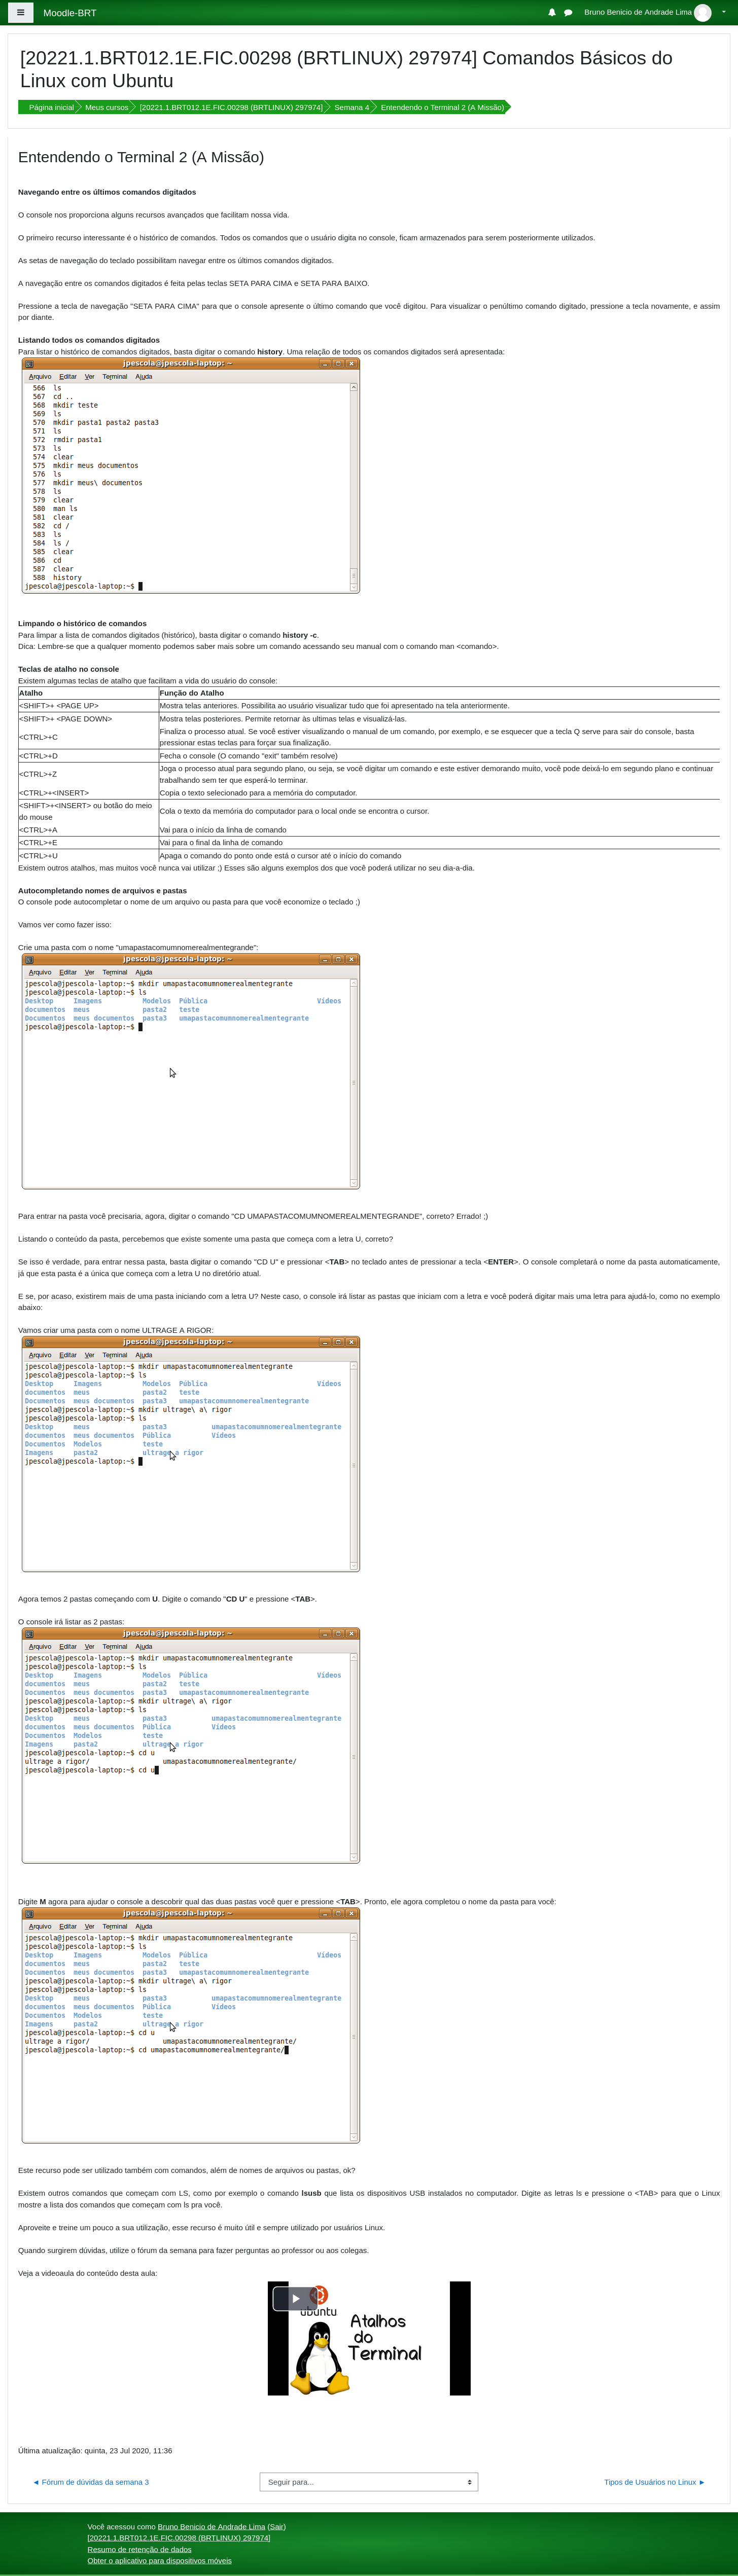 Moodle-BRT
Bruno Benicio de Andrade Lima
[20221.1.BRT012.1E.FIC.00298 (BRTLINUX) 297974] Comandos Básicos do
Linux com Ubuntu
Página inicial
Meus cursos
[20221.1.BRT012.1E.FIC.00298 (BRTLINUX) 297974]
Semana 4
Entendendo o Terminal 2 (A Missão)
Entendendo o Terminal 2 (A Missão)
Navegando entre os últimos comandos digitados
O console nos proporciona alguns recursos avançados que facilitam nossa vida.
O primeiro recurso interessante é o histórico de comandos. Todos os comandos que o usuário digita no console, ficam armazenados para serem posteriormente utilizados.
As setas de navegação do teclado possibilitam navegar entre os últimos comandos digitados.
A navegação entre os comandos digitados é feita pelas teclas SETA PARA CIMA e SETA PARA BAIXO.
Pressione a tecla de navegação "SETA PARA CIMA" para que o console apresente o último comando que você digitou. Para visualizar o penúltimo comando digitado, pressione a tecla novamente, e assim
por diante.
Listando todos os comandos digitados
Para listar o histórico de comandos digitados, basta digitar o comando history. Uma relação de todos os comandos digitados será apresentada:
jpescola@jpescola-laptop: ~
Arquivo Editar Ver Terminal Ajuda
566 ls
567 cd ..
568 mkdir teste
569 ls
570 mkdir pasta1 pasta2 pasta3
571 ls
572 rmdir pasta1
573 ls
574 clear
575 mkdir meus documentos
576 ls
577 mkdir meus\ documentos
578 ls
579 clear
580 man ls
581 clear
582 cd /
583 ls
584 ls /
585 clear
586 cd
587 clear
588 history
jpescola@jpescola-laptop:~$
Limpando o histórico de comandos
Para limpar a lista de comandos digitados (histórico), basta digitar o comando history -c.
Dica: Lembre-se que a qualquer momento podemos saber mais sobre um comando acessando seu manual com o comando man <comando>.
Teclas de atalho no console
Existem algumas teclas de atalho que facilitam a vida do usuário do console:
Atalho Função do Atalho
<SHIFT>+ <PAGE UP> Mostra telas anteriores. Possibilita ao usuário visualizar tudo que foi apresentado na tela anteriormente.
<SHIFT>+ <PAGE DOWN> Mostra telas posteriores. Permite retornar às ultimas telas e visualizá-las.
<CTRL>+C Finaliza o processo atual. Se você estiver visualizando o manual de um comando, por exemplo, e se esquecer que a tecla Q serve para sair do console, basta
pressionar estas teclas para forçar sua finalização.
<CTRL>+D Fecha o console (O comando "exit" também resolve)
<CTRL>+Z Joga o processo atual para segundo plano, ou seja, se você digitar um comando e este estiver demorando muito, você pode deixá-lo em segundo plano e continuar
trabalhando sem ter que esperá-lo terminar.
<CTRL>+<INSERT> Copia o texto selecionado para a memória do computador.
<SHIFT>+<INSERT> ou botão do meio
do mouse
Cola o texto da memória do computador para o local onde se encontra o cursor.
<CTRL>+A Vai para o início da linha de comando
<CTRL>+E Vai para o final da linha de comando
<CTRL>+U Apaga o comando do ponto onde está o cursor até o início do comando
Existem outros atalhos, mas muitos você nunca vai utilizar ;) Esses são alguns exemplos dos que você poderá utilizar no seu dia-a-dia.
Autocompletando nomes de arquivos e pastas
O console pode autocompletar o nome de um arquivo ou pasta para que você economize o teclado ;)
Vamos ver como fazer isso:
Crie uma pasta com o nome "umapastacomumnomerealmentegrande":
jpescola@jpescola-laptop: ~
Arquivo Editar Ver Terminal Ajuda
jpescola@jpescola-laptop:~$ mkdir umapastacomumnomerealmentegrante
jpescola@jpescola-laptop:~$ ls
Desktop Imagens Modelos Pública Vídeos
documentos meus pasta2 teste
Documentos meus documentos pasta3 umapastacomumnomerealmentegrante
jpescola@jpescola-laptop:~$
Para entrar na pasta você precisaria, agora, digitar o comando "CD UMAPASTACOMUMNOMEREALMENTEGRANDE", correto? Errado! ;)
Listando o conteúdo da pasta, percebemos que existe somente uma pasta que começa com a letra U, correto?
Se isso é verdade, para entrar nessa pasta, basta digitar o comando "CD U" e pressionar <TAB> no teclado antes de pressionar a tecla <ENTER>. O console completará o nome da pasta automaticamente,
já que esta pasta é a única que começa com a letra U no diretório atual.
E se, por acaso, existirem mais de uma pasta iniciando com a letra U? Neste caso, o console irá listar as pastas que iniciam com a letra e você poderá digitar mais uma letra para ajudá-lo, como no exemplo
abaixo:
Vamos criar uma pasta com o nome ULTRAGE A RIGOR:
jpescola@jpescola-laptop: ~
Arquivo Editar Ver Terminal Ajuda
jpescola@jpescola-laptop:~$ mkdir umapastacomumnomerealmentegrante
jpescola@jpescola-laptop:~$ ls
Desktop Imagens Modelos Pública Vídeos
documentos meus pasta2 teste
Documentos meus documentos pasta3 umapastacomumnomerealmentegrante
jpescola@jpescola-laptop:~$ mkdir ultrage\ a\ rigor
jpescola@jpescola-laptop:~$ ls
Desktop meus pasta3 umapastacomumnomerealmentegrante
documentos meus documentos Pública Vídeos
Documentos Modelos teste
Imagens pasta2 ultrage a rigor
jpescola@jpescola-laptop:~$
Agora temos 2 pastas começando com U. Digite o comando "CD U" e pressione <TAB>.
O console irá listar as 2 pastas:
jpescola@jpescola-laptop: ~
Arquivo Editar Ver Terminal Ajuda
jpescola@jpescola-laptop:~$ mkdir umapastacomumnomerealmentegrante
jpescola@jpescola-laptop:~$ ls
Desktop Imagens Modelos Pública Vídeos
documentos meus pasta2 teste
Documentos meus documentos pasta3 umapastacomumnomerealmentegrante
jpescola@jpescola-laptop:~$ mkdir ultrage\ a\ rigor
jpescola@jpescola-laptop:~$ ls
Desktop meus pasta3 umapastacomumnomerealmentegrante
documentos meus documentos Pública Vídeos
Documentos Modelos teste
Imagens pasta2 ultrage a rigor
jpescola@jpescola-laptop:~$ cd u
ultrage a rigor/ umapastacomumnomerealmentegrante/
jpescola@jpescola-laptop:~$ cd u
Digite M agora para ajudar o console a descobrir qual das duas pastas você quer e pressione <TAB>. Pronto, ele agora completou o nome da pasta para você:
jpescola@jpescola-laptop: ~
Arquivo Editar Ver Terminal Ajuda
jpescola@jpescola-laptop:~$ mkdir umapastacomumnomerealmentegrante
jpescola@jpescola-laptop:~$ ls
Desktop Imagens Modelos Pública Vídeos
documentos meus pasta2 teste
Documentos meus documentos pasta3 umapastacomumnomerealmentegrante
jpescola@jpescola-laptop:~$ mkdir ultrage\ a\ rigor
jpescola@jpescola-laptop:~$ ls
Desktop meus pasta3 umapastacomumnomerealmentegrante
documentos meus documentos Pública Vídeos
Documentos Modelos teste
Imagens pasta2 ultrage a rigor
jpescola@jpescola-laptop:~$ cd u
ultrage a rigor/ umapastacomumnomerealmentegrante/
jpescola@jpescola-laptop:~$ cd umapastacomumnomerealmentegrante/
Este recurso pode ser utilizado também com comandos, além de nomes de arquivos ou pastas, ok?
Existem outros comandos que começam com LS, como por exemplo o comando lsusb que lista os dispositivos USB instalados no computador. Digite as letras ls e pressione o <TAB> para que o Linux
mostre a lista dos comandos que começam com ls pra você.
Aproveite e treine um pouco a sua utilização, esse recurso é muito útil e sempre utilizado por usuários Linux.
Quando surgirem dúvidas, utilize o fórum da semana para fazer perguntas ao professor ou aos colegas.
Veja a videoaula do conteúdo desta aula:
ubuntu
Atalhos
do
Terminal
Última atualização: quinta, 23 Jul 2020, 11:36
◄ Fórum de dúvidas da semana 3
Seguir para...
Tipos de Usuários no Linux ►
Você acessou como Bruno Benicio de Andrade Lima (Sair)
[20221.1.BRT012.1E.FIC.00298 (BRTLINUX) 297974]
Resumo de retenção de dados
Obter o aplicativo para dispositivos móveis